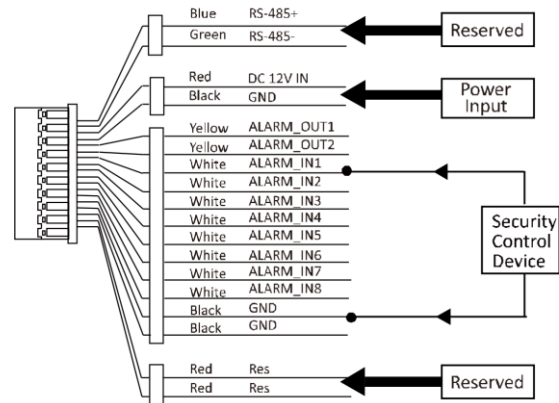 Blue RS-485+
Green RS-485-
Reserved
Red DC 12V IN
Black GND
Power
Input
Yellow ALARM_OUT1
Yellow ALARM_OUT2
White ALARM_IN1
White ALARM_IN2
White ALARM_IN3
White ALARM_IN4
White ALARM_IN5
White ALARM_IN6
White ALARM_IN7
White ALARM_IN8
Black GND
Black GND
Security
Control
Device
Red Res
Red Res
Reserved